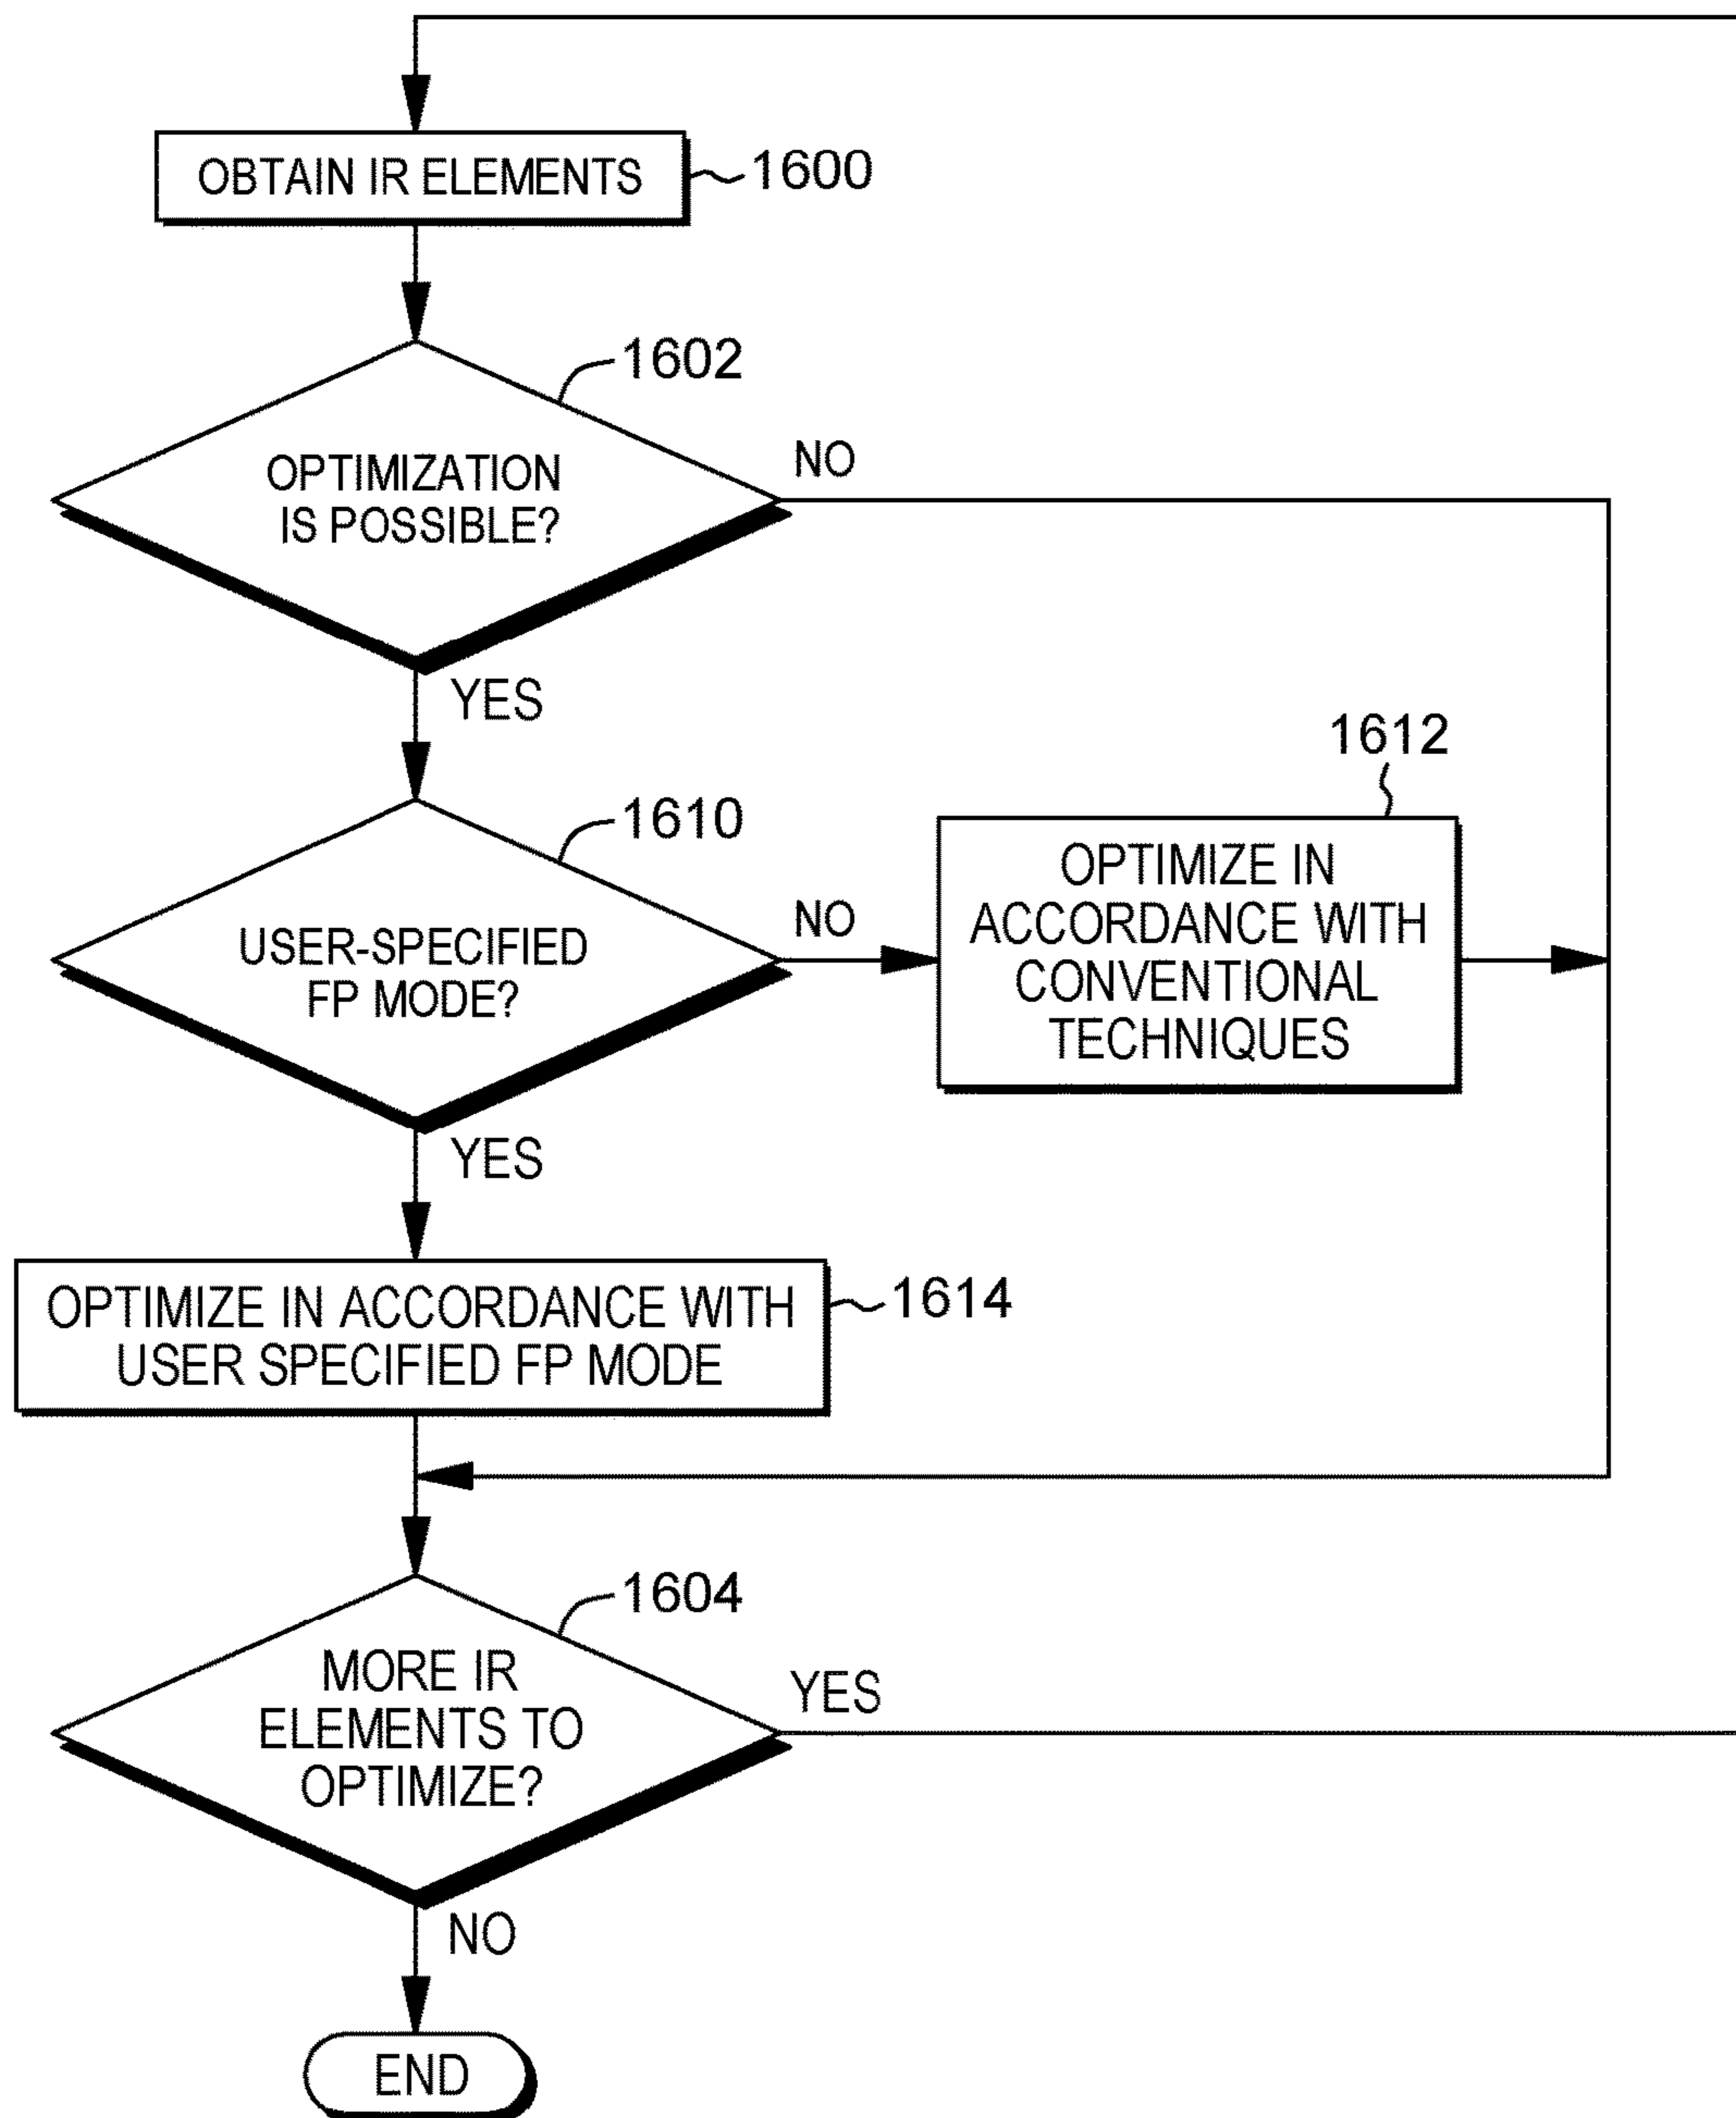 OBTAIN IR ELEMENTS
1600
1602
OPTIMIZATION
IS POSSIBLE?
NO
YES
1610
USER-SPECIFIED
FP MODE?
NO
1612
OPTIMIZE IN
ACCORDANCE WITH
CONVENTIONAL
TECHNIQUES
YES
OPTIMIZE IN ACCORDANCE WITH
USER SPECIFIED FP MODE
1614
1604
MORE IR
ELEMENTS TO
OPTIMIZE?
YES
NO
END